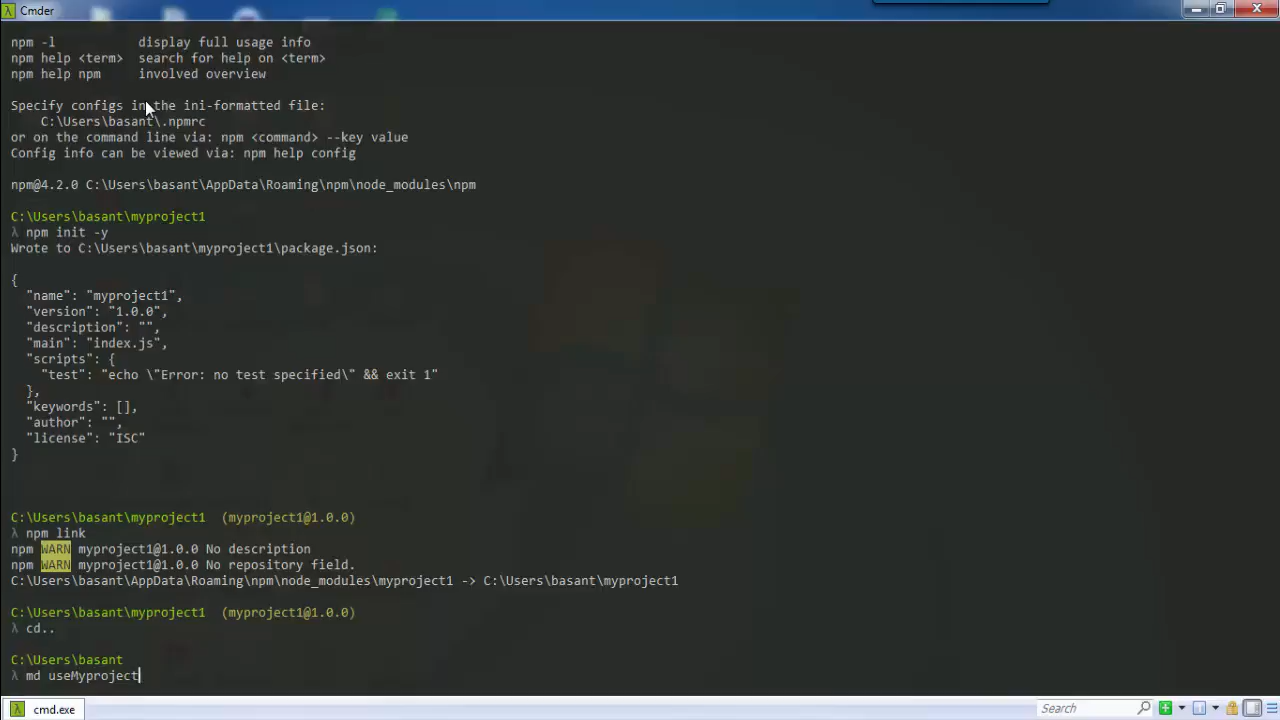 Cmder
npm -l           display full usage info
npm help <term>  search for help on <term>
npm help npm     involved overview
Specify configs in the ini-formatted file:
    C:\Users\basant\.npmrc
or on the command line via: npm <command> --key value
Config info can be viewed via: npm help config
npm@4.2.0 C:\Users\basant\AppData\Roaming\npm\node_modules\npm
C:\Users\basant\myproject1
λ npm init -y
Wrote to C:\Users\basant\myproject1\package.json:
{
  "name": "myproject1",
  "version": "1.0.0",
  "description": "",
  "main": "index.js",
  "scripts": {
    "test": "echo \"Error: no test specified\" && exit 1"
  },
  "keywords": [],
  "author": "",
  "license": "ISC"
}
C:\Users\basant\myproject1  (myproject1@1.0.0)
λ npm link
npm WARN myproject1@1.0.0 No description
npm WARN myproject1@1.0.0 No repository field.
C:\Users\basant\AppData\Roaming\npm\node_modules\myproject1 -> C:\Users\basant\myproject1
C:\Users\basant\myproject1  (myproject1@1.0.0)
λ cd..
C:\Users\basant
λ md useMyproject
cmd.exe
Search